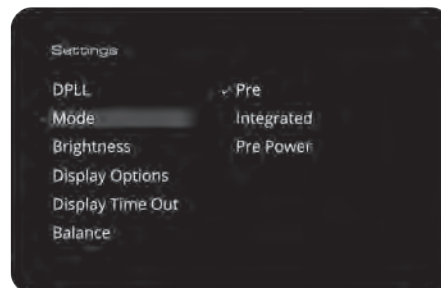 Settings
DPLL
Mode
Brightness
Display Options
Display Time Out
Balance
Pre
Integrated
Pre Power